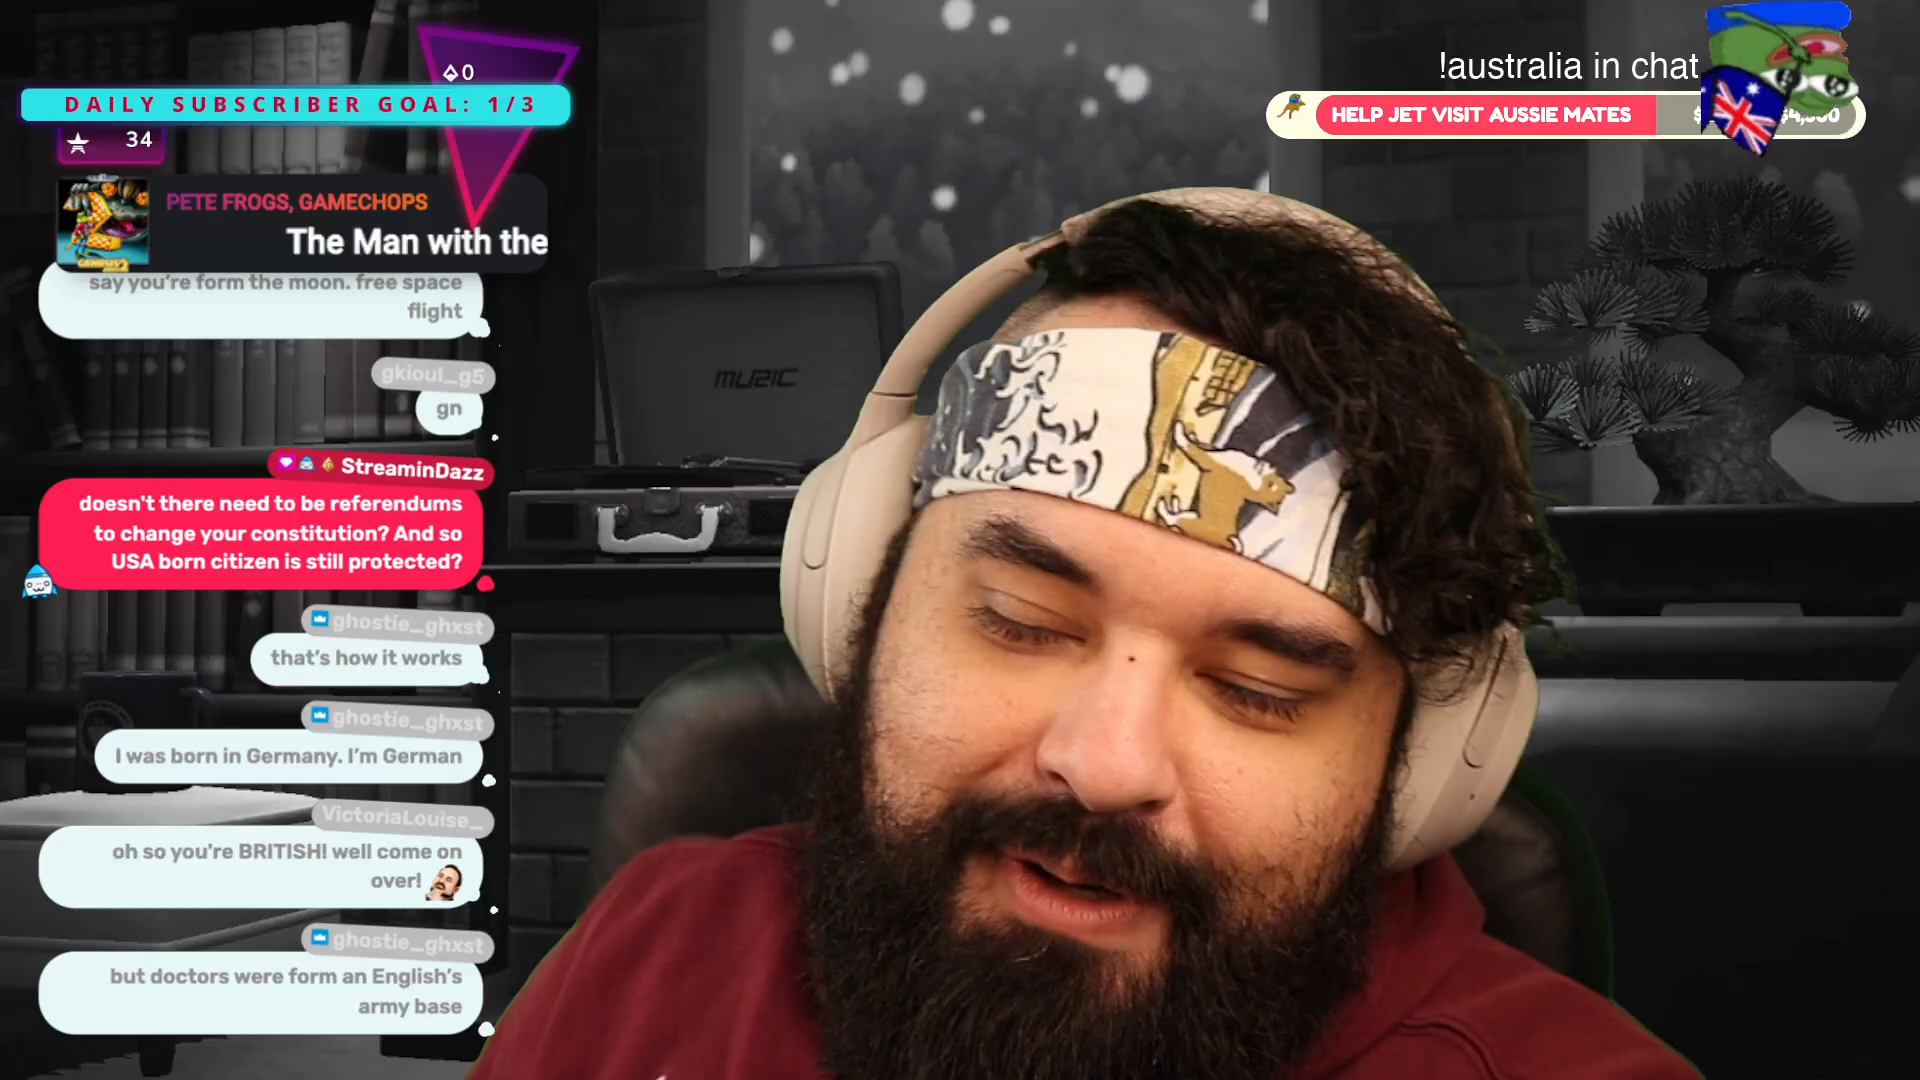 0
DAILY SUBSCRIBER GOAL: 1/3
34
PETE FROGS, GAMECHOPS
The Man with the
say you're form the moon. free space
flight
gkioul_g5
gn
StreaminDazz
doesn't there need to be referendums
to change your constitution? And so
USA born citizen is still protected?
ghostie_ghxst
that's how it works
ghostie_ghxst
I was born in Germany. I'm German
VictoriaLouise_
oh so you're BRITISH! well come on
over!
ghostie_ghxst
but doctors were form an English's
army base
MUZIC
!australia in chat
HELP JET VISIT AUSSIE MATES